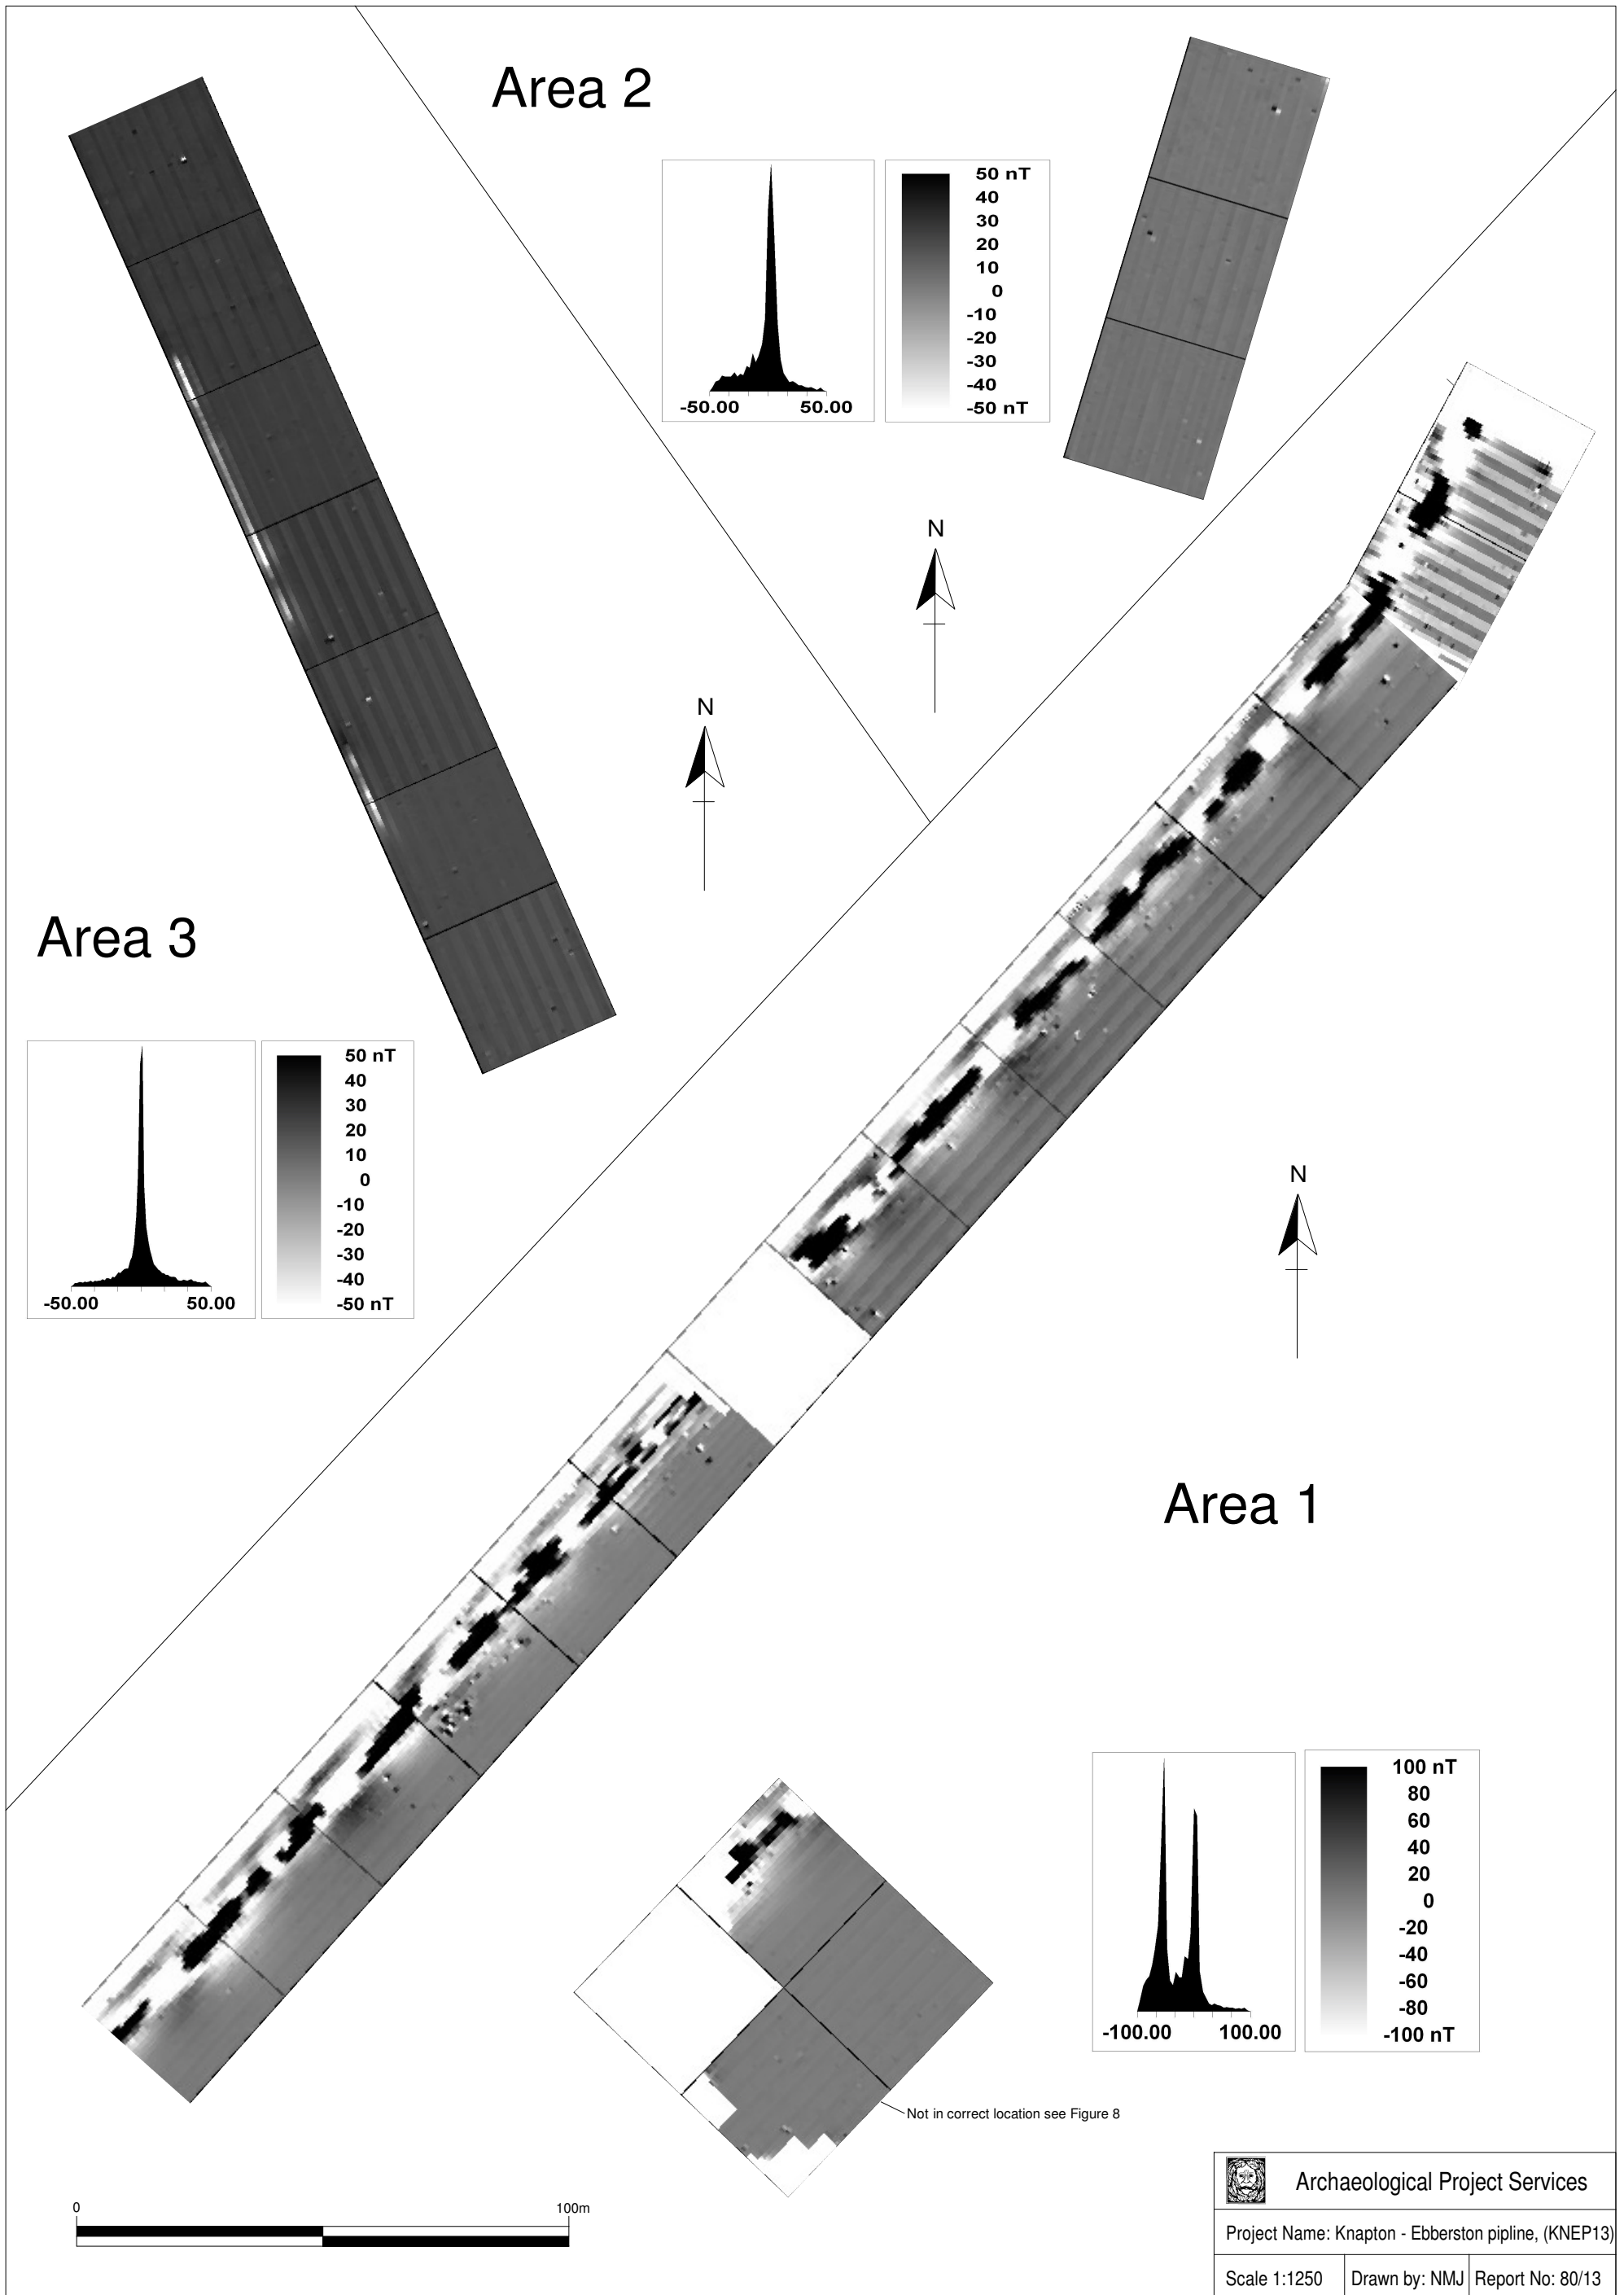 Area 2
50 nT
40
30
20
10
0
-10
-20
-30
-40
-50 nT
-50.00 50.00
N
N
Area 3
50 nT
40
30
20
10
0
-10
-20
-30
-40
-50 nT
-50.00 50.00
N
Area 1
100 nT
80
60
40
20
0
-20
-40
-60
-80
-100 nT
-100.00 100.00
Not in correct location see Figure 8
0 100m
Archaeological Project Services
Project Name: Knapton - Ebberston pipline, (KNEP13)
Scale 1:1250 Drawn by: NMJ Report No: 80/13